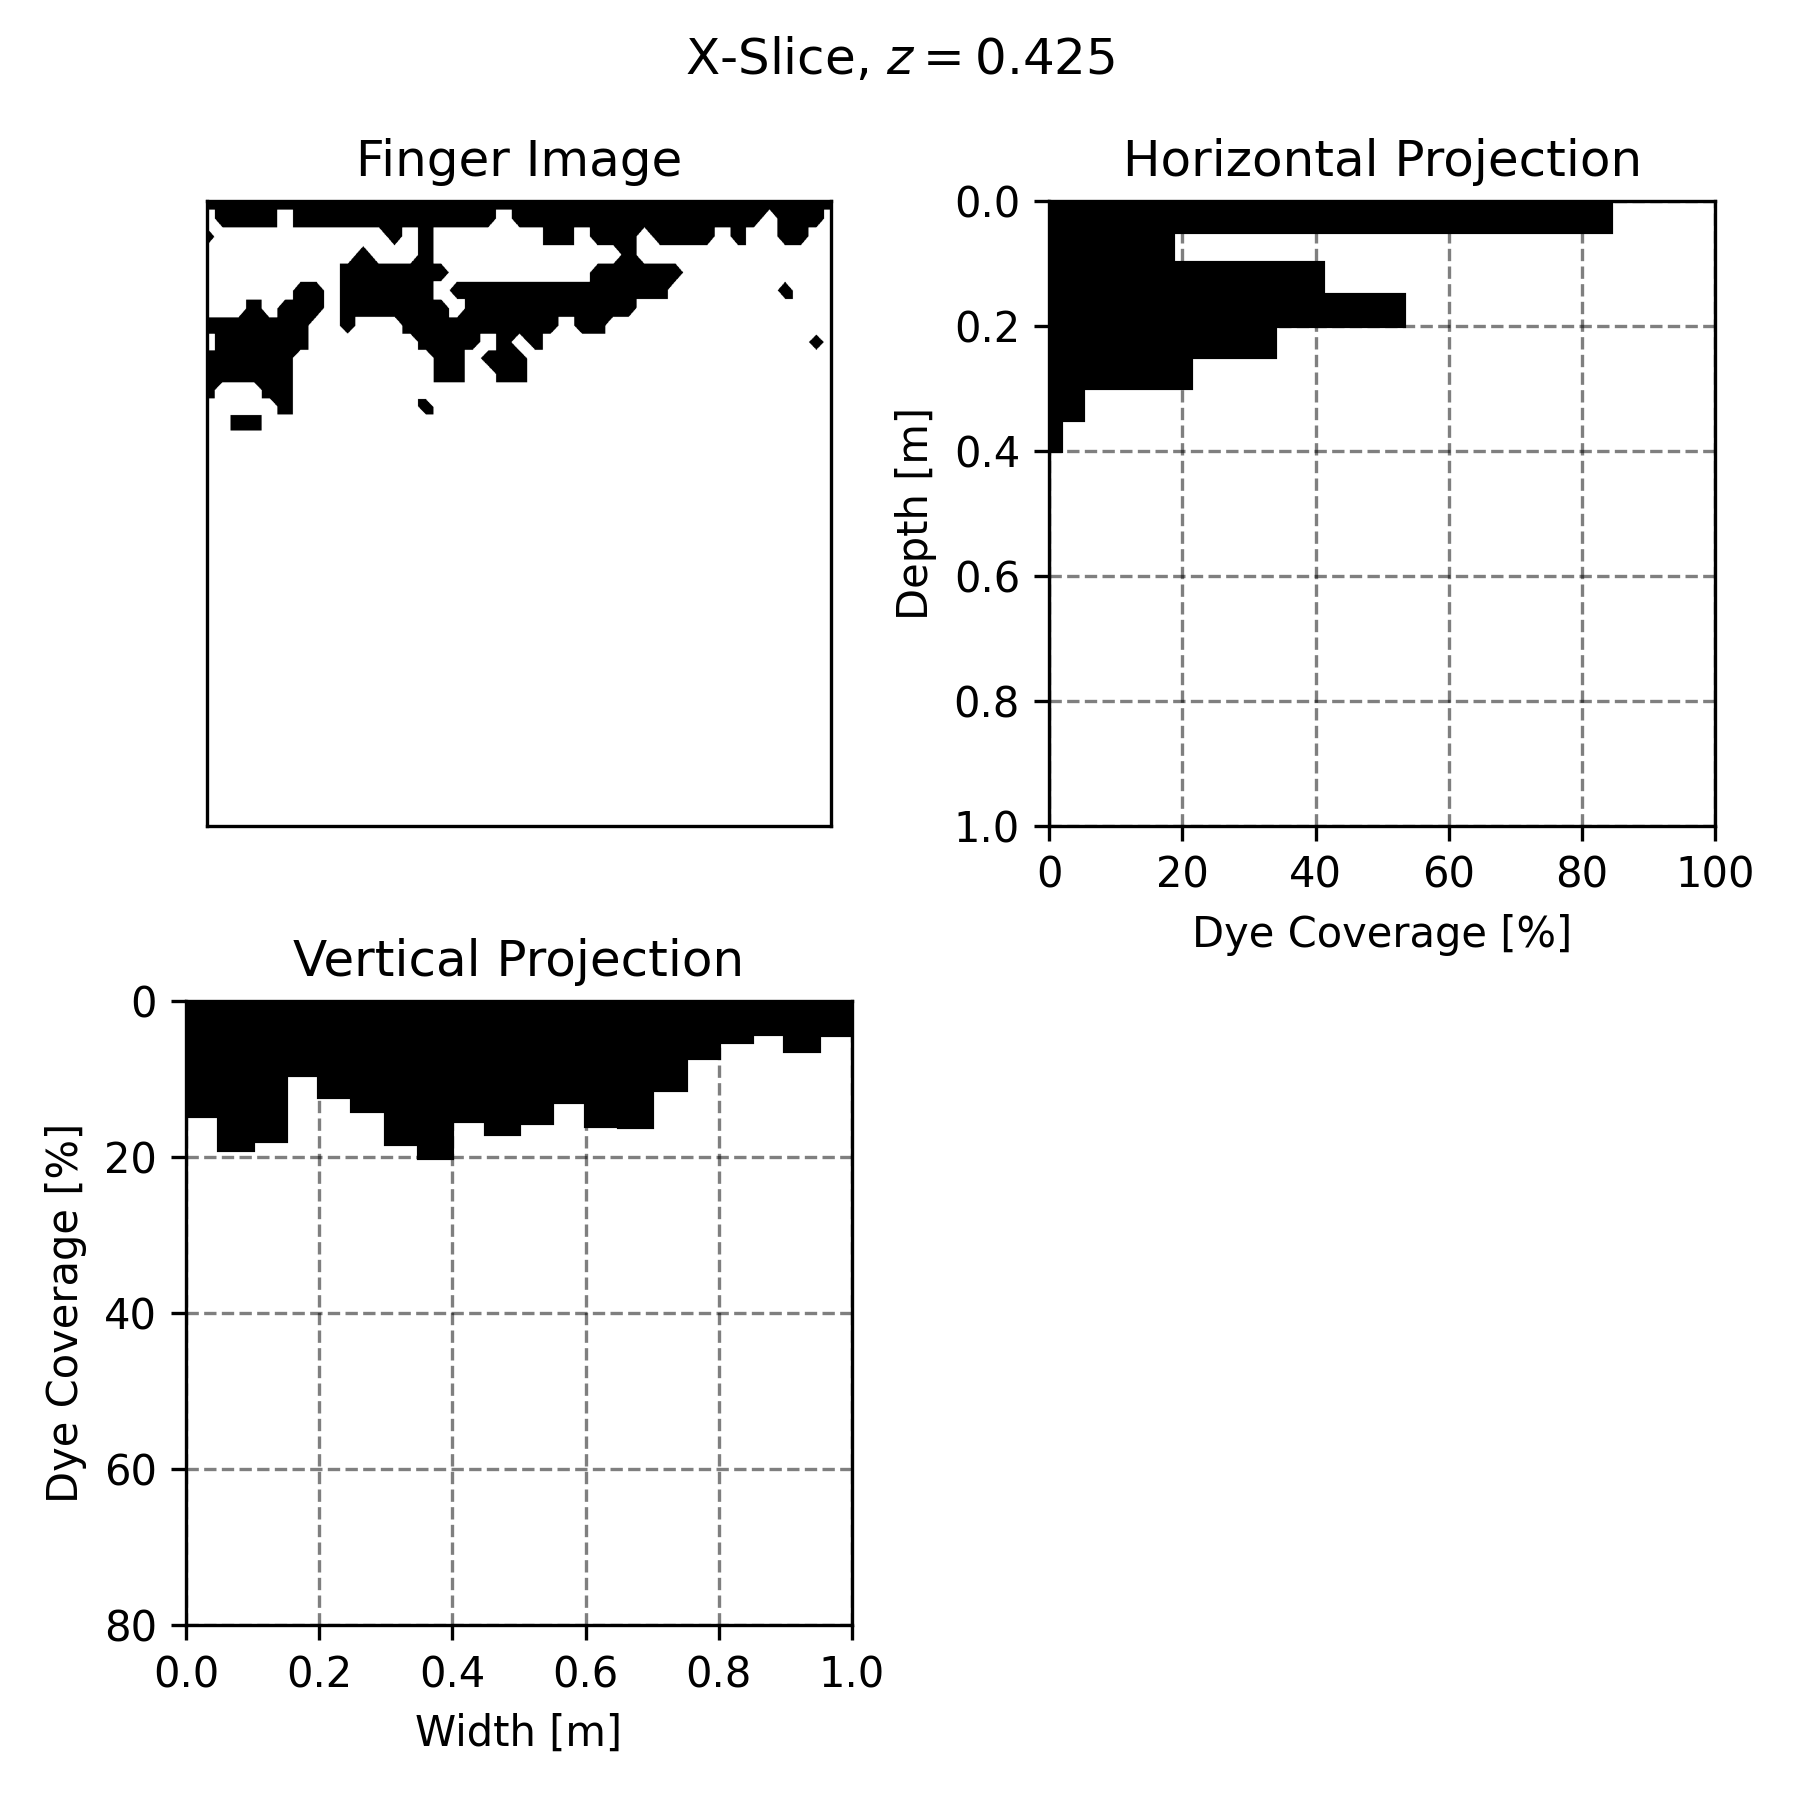 X-Slice, z = 0.425
Finger Image
Horizontal Projection
0.0
0.2
0.4
0.6
0.8
1.0
Depth [m]
0 20 40 60 80 100
Dye Coverage [%]
Vertical Projection
0
20
40
60
80
Dye Coverage [%]
0.0 0.2 0.4 0.6 0.8 1.0
Width [m]